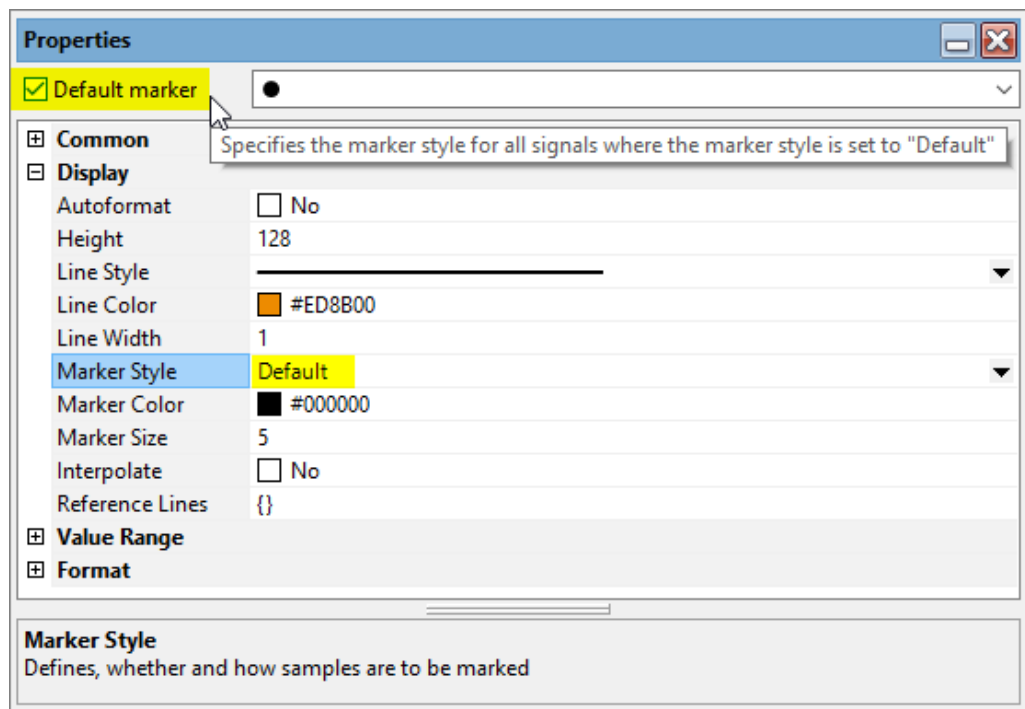 Properties
Default marker
Specifies the marker style for all signals where the marker style is set to "Default"
Common
Display
Autoformat No
Height 128
Line Style
Line Color #ED8B00
Line Width 1
Marker Style Default
Marker Color #000000
Marker Size 5
Interpolate No
Reference Lines {}
Value Range
Format
Marker Style
Defines, whether and how samples are to be marked